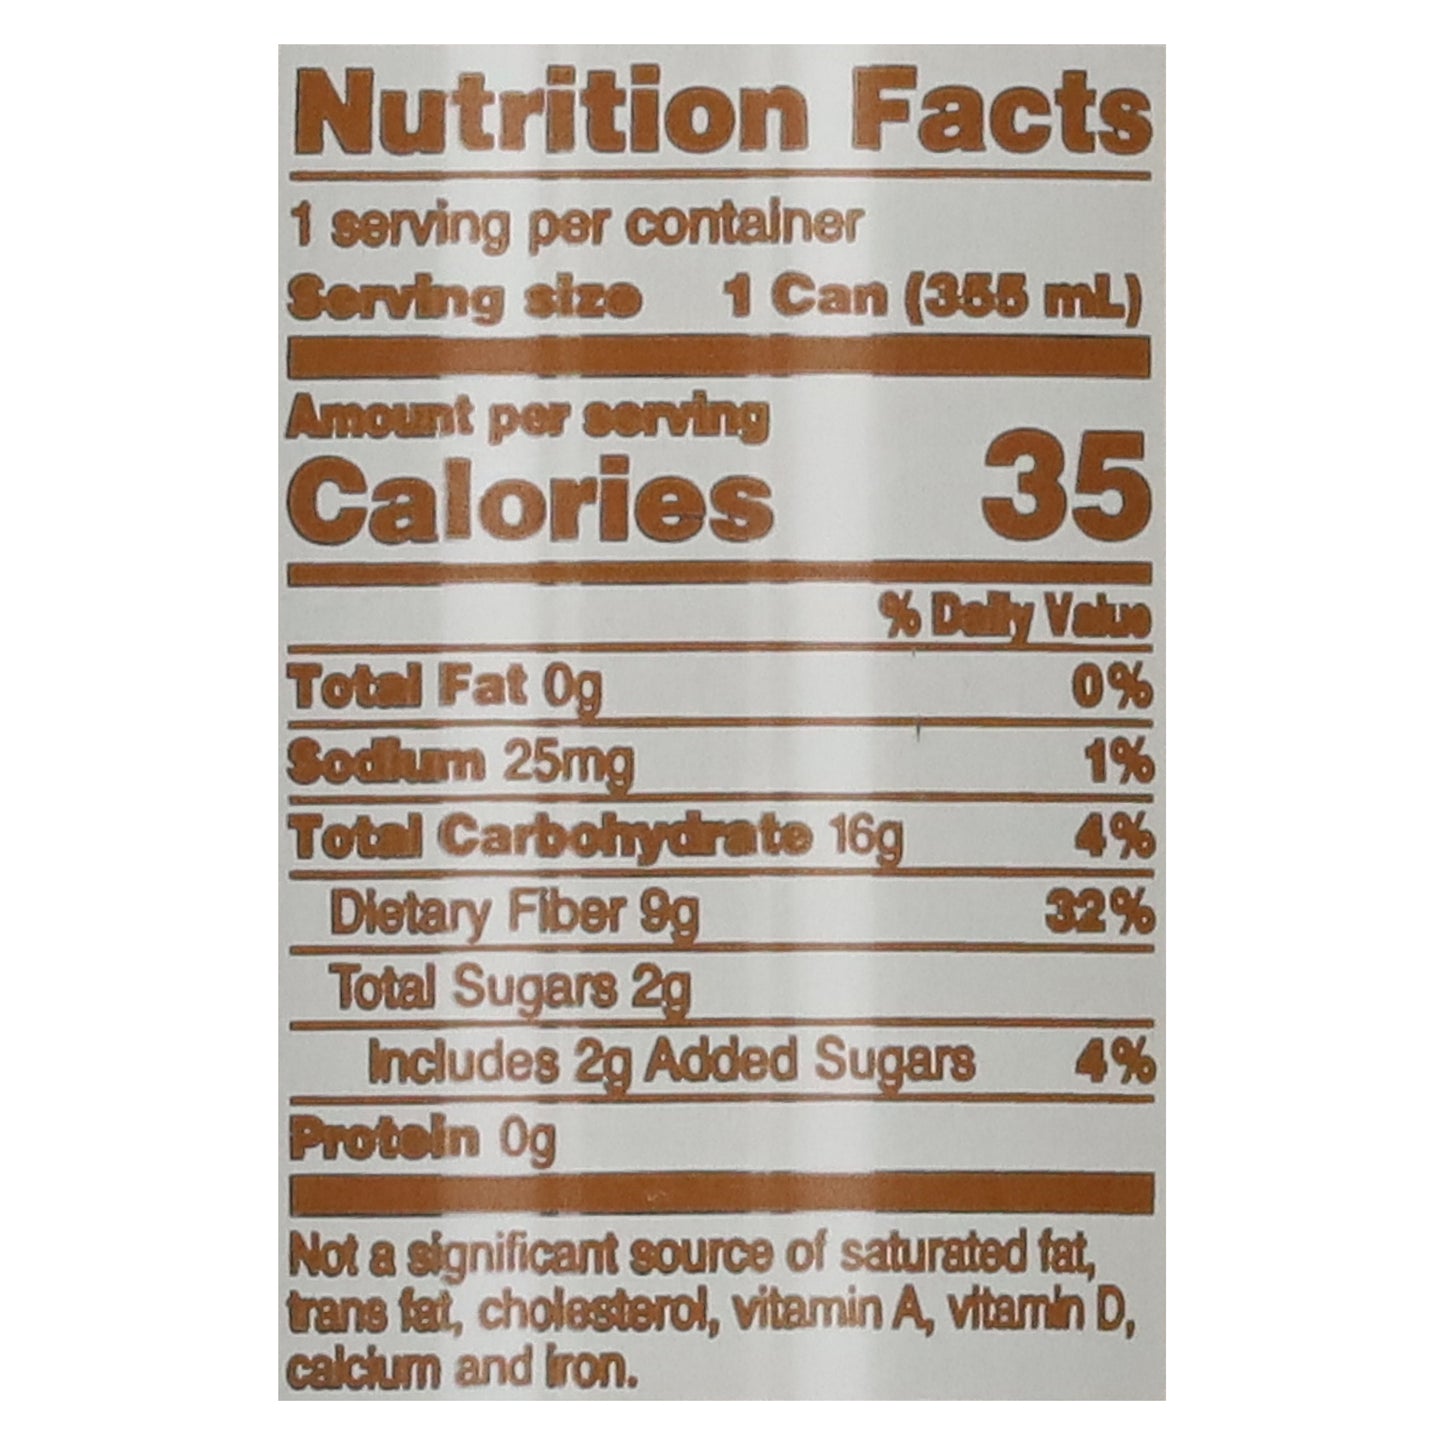 Nutrition Facts
1 serving per container
Serving size 1 Can (355 mL)
Amount per serving
Calories 35
% Daily Value
Total Fat 0g 0%
Sodium 25mg 1%
Total Carbohydrate 16g 4%
Dietary Fiber 9g 32%
Total Sugars 2g
Includes 2g Added Sugars 4%
Protein 0g
Not a significant source of saturated fat,
trans fat, cholesterol, vitamin A, vitamin D,
calcium and iron.